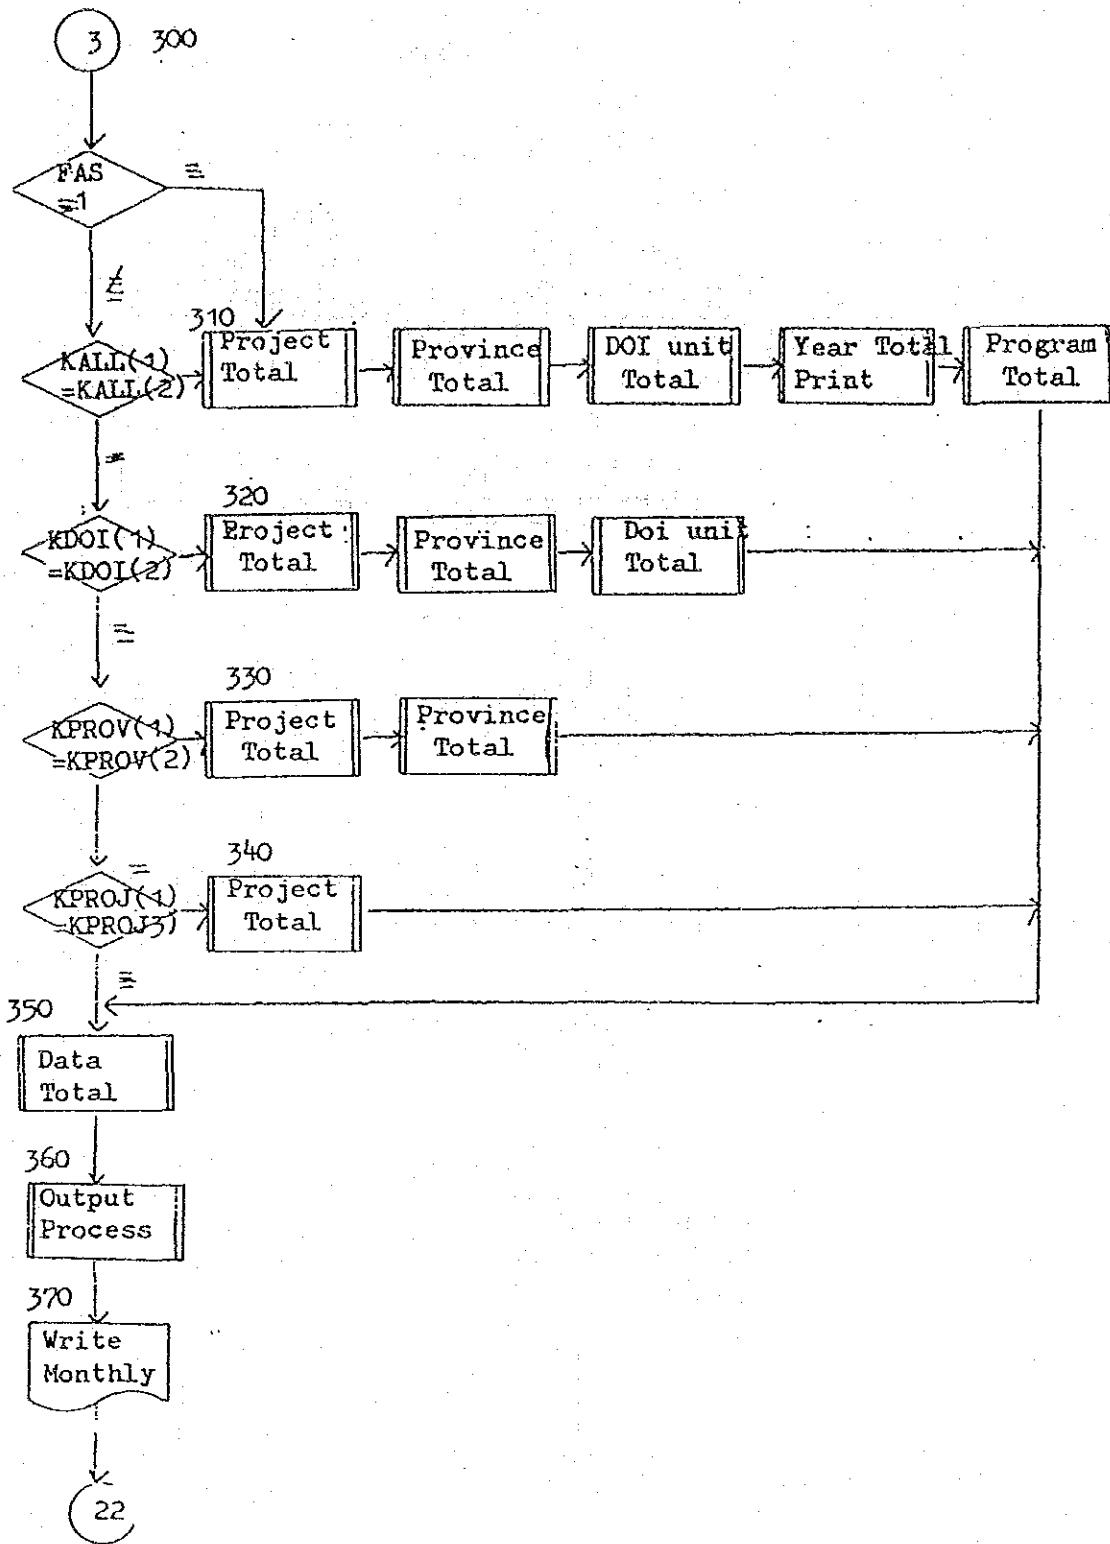 3 300
FAS
=1
=
≠
310
KALL(1)
=KALL(2)
Project
Total
Province
Total
DOI unit
Total
Year Total
Print
Program
Total
=
320
KDOI(1)
=KDOI(2)
Eroject
Total
Province
Total
Doi unit
Total
=
330
KPROV(1)
=KPROV(2)
Project
Total
Province
Total
=
340
KPROJ(1)
=KPROJ3)
Project
Total
=
350
Data
Total
360
Output
Process
370
Write
Monthly
22